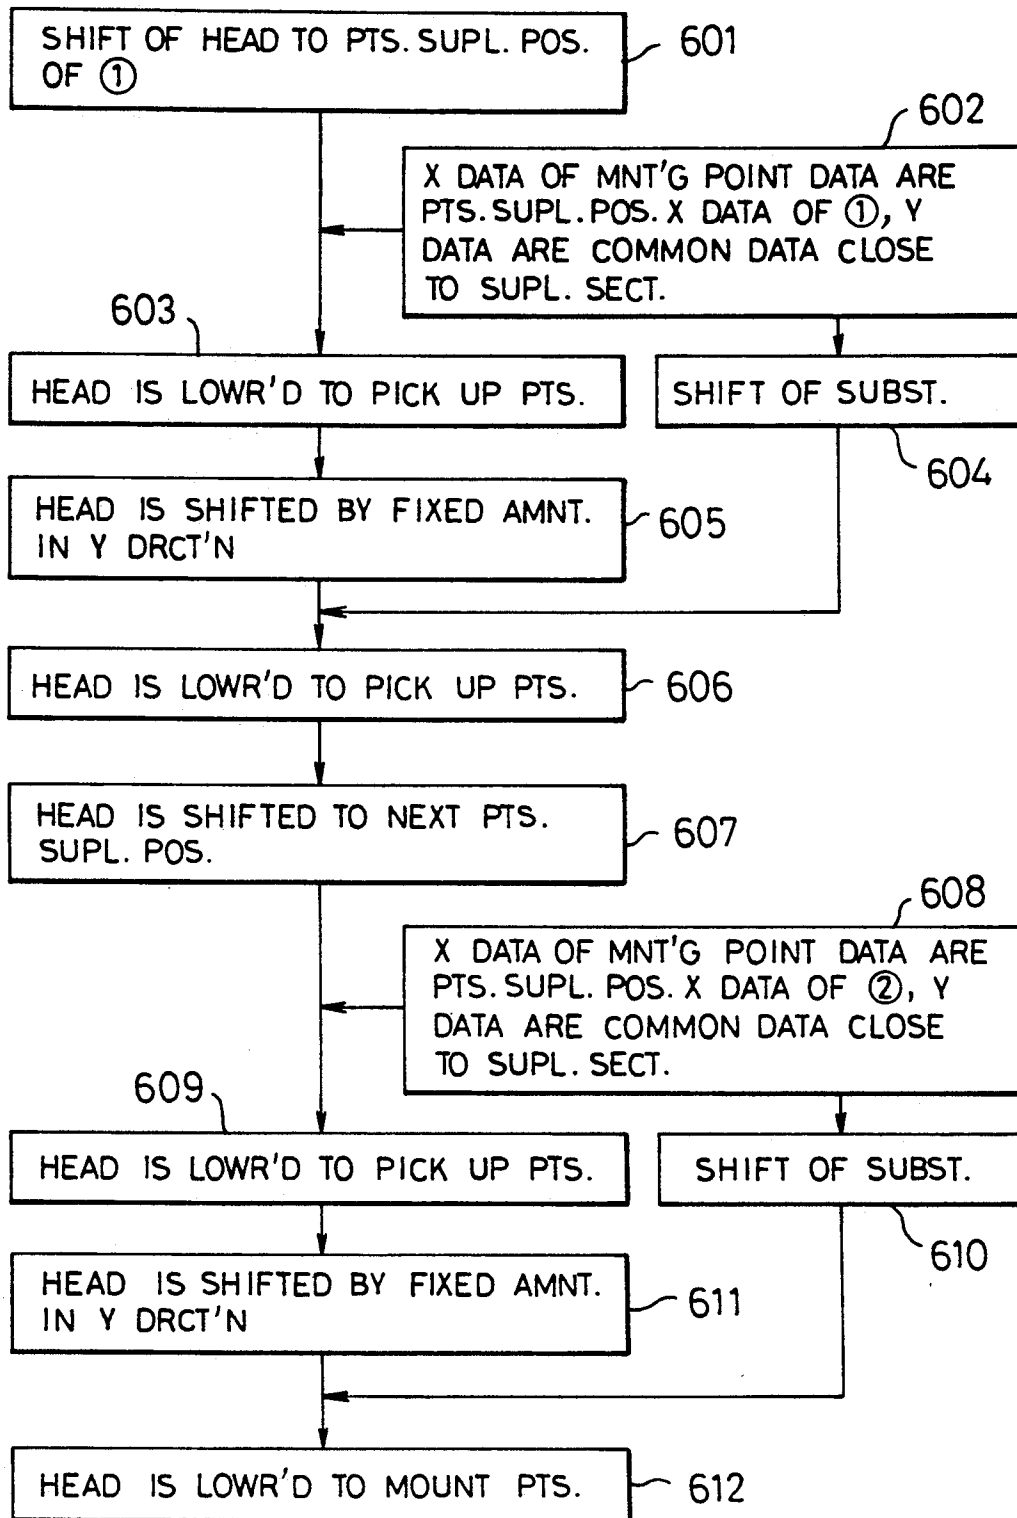 SHIFT OF HEAD TO PTS.SUPL.POS.
OF ①
601
602
X DATA OF MNT'G POINT DATA ARE
PTS.SUPL.POS.X DATA OF ①, Y
DATA ARE COMMON DATA CLOSE
TO SUPL. SECT.
603
HEAD IS LOWR'D TO PICK UP PTS.
SHIFT OF SUBST.
604
HEAD IS SHIFTED BY FIXED AMNT.
IN Y DRCT'N
605
HEAD IS LOWR'D TO PICK UP PTS.
606
HEAD IS SHIFTED TO NEXT PTS.
SUPL. POS.
607
608
X DATA OF MNT'G POINT DATA ARE
PTS.SUPL.POS.X DATA OF ②, Y
DATA ARE COMMON DATA CLOSE
TO SUPL. SECT.
609
HEAD IS LOWR'D TO PICK UP PTS.
SHIFT OF SUBST.
610
HEAD IS SHIFTED BY FIXED AMNT.
IN Y DRCT'N
611
HEAD IS LOWR'D TO MOUNT PTS.
612